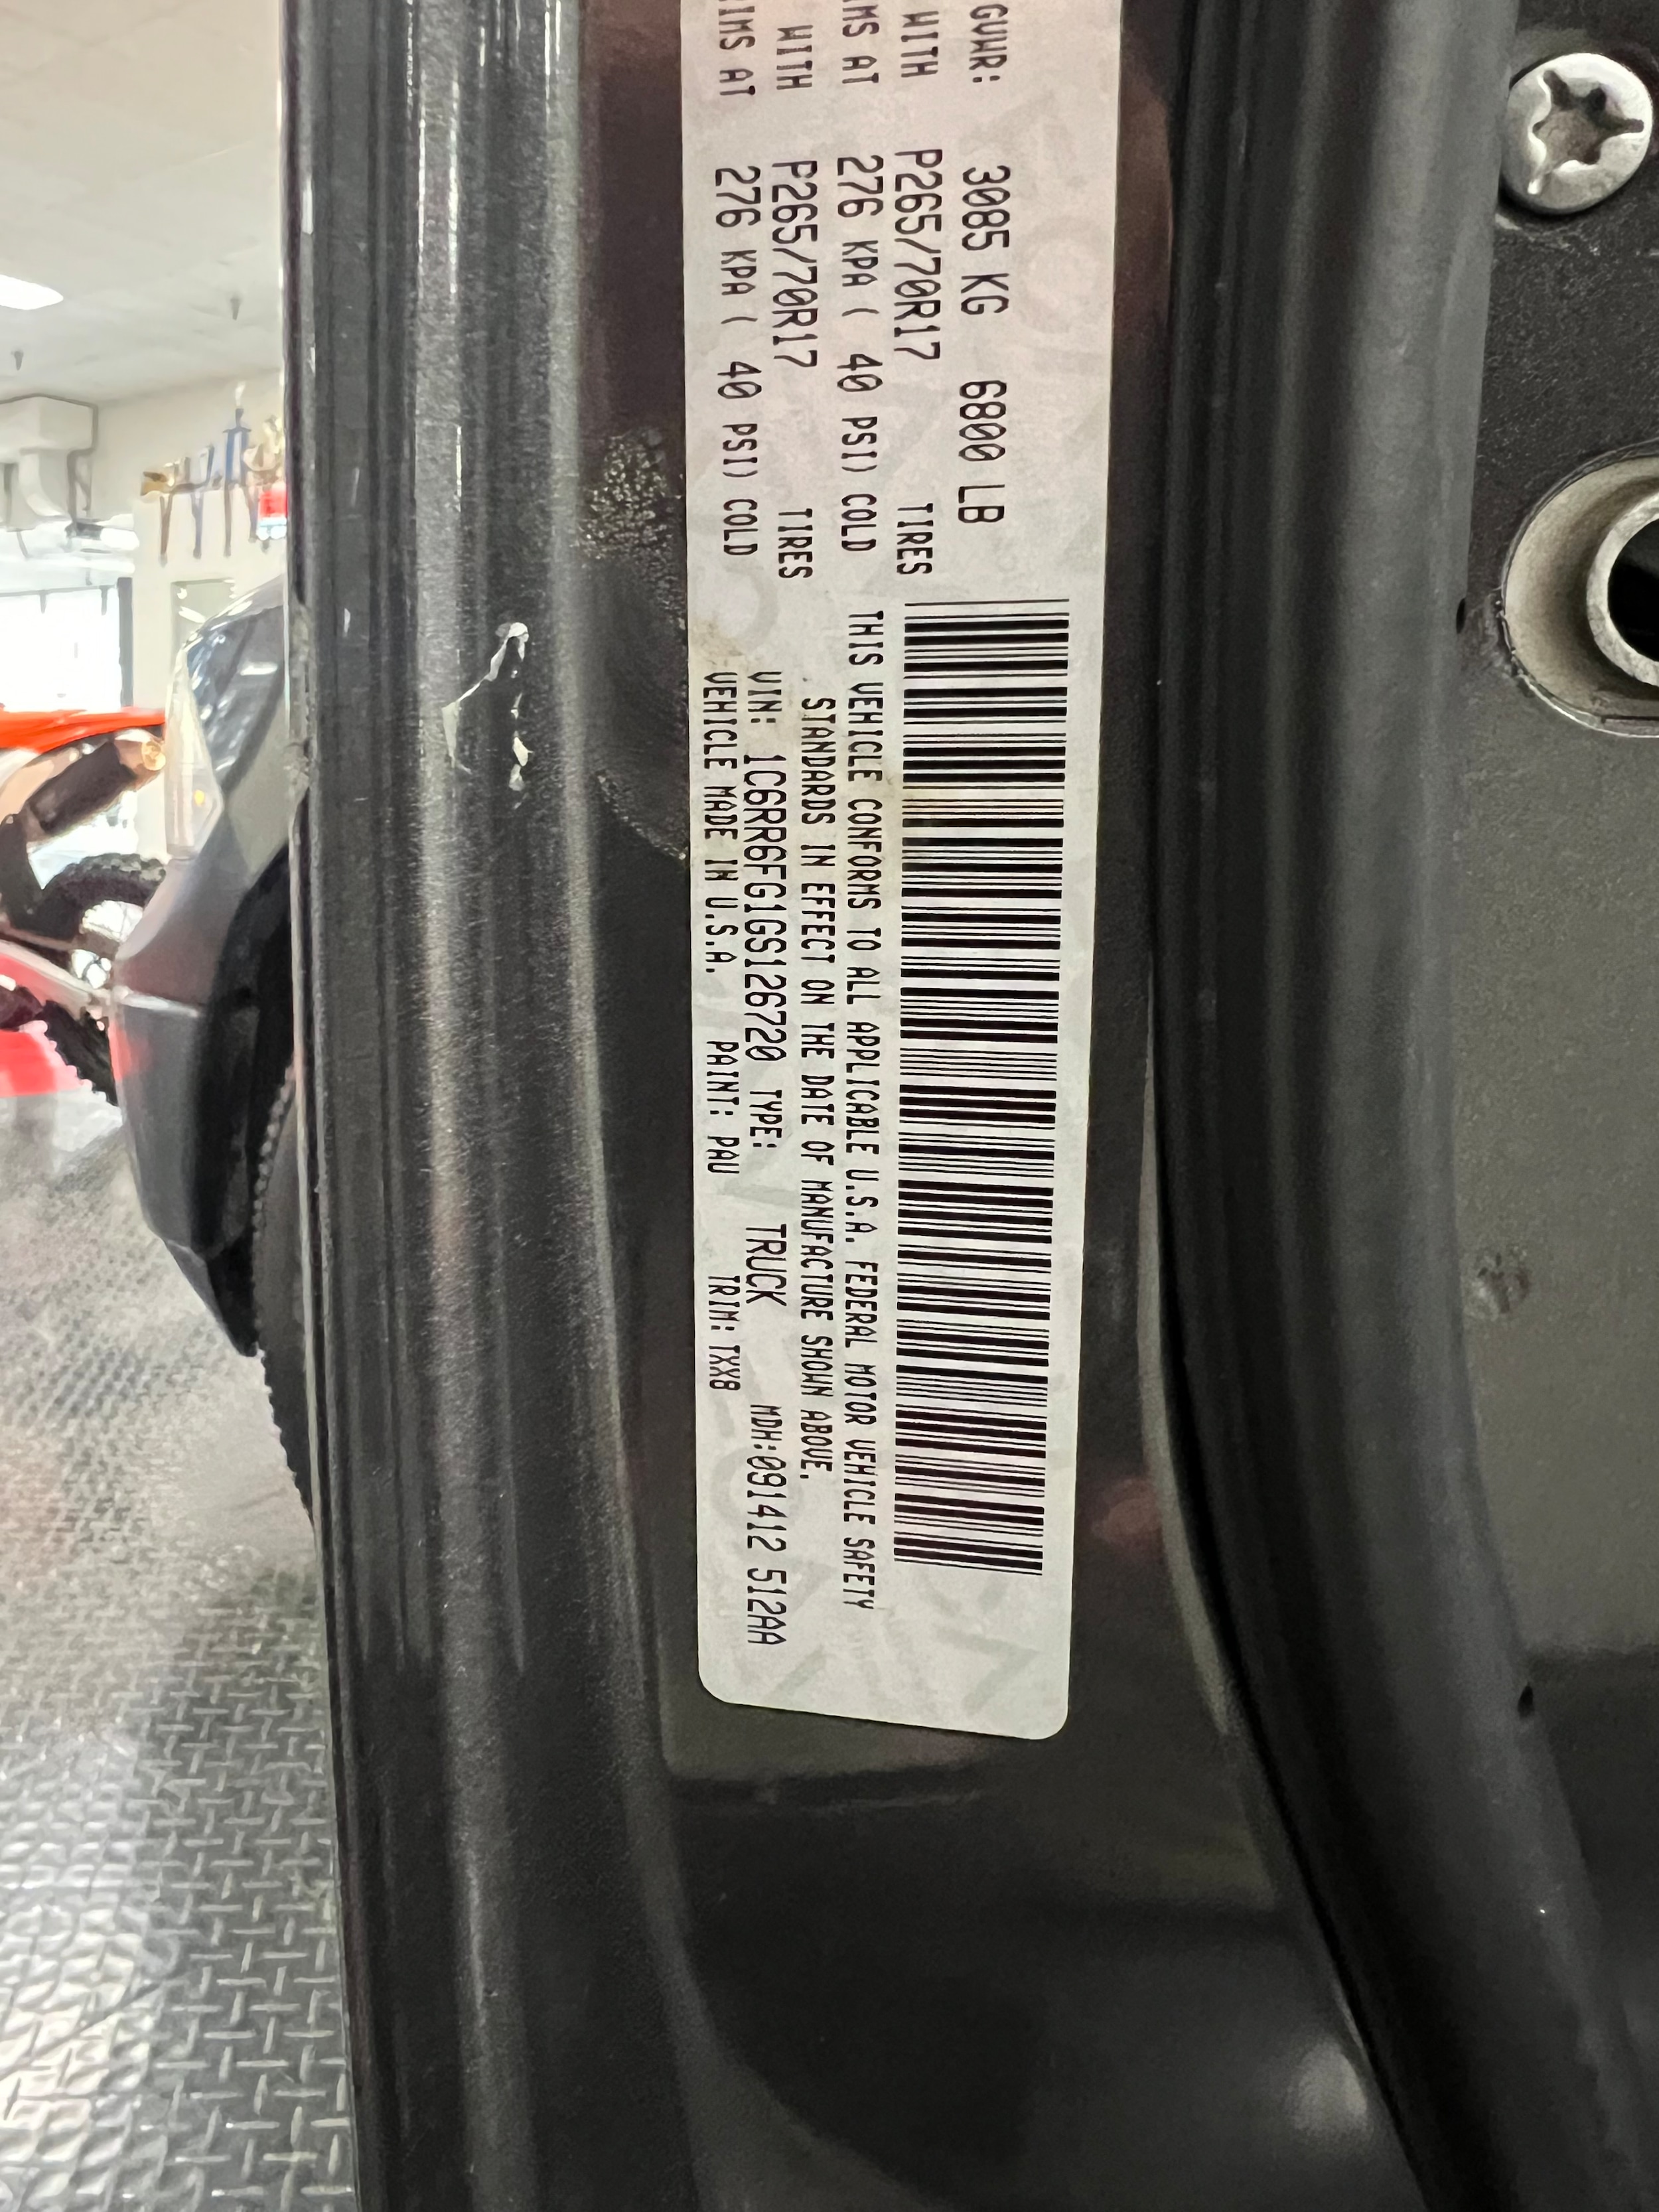 GVWR: 3085 KG 6800 LB
WITH P265/70R17 TIRES
MS AT 276 KPA ( 40 PSI) COLD
WITH P265/70R17 TIRES
IMS AT 276 KPA ( 40 PSI) COLD
THIS VEHICLE CONFORMS TO ALL APPLICABLE U.S.A. FEDERAL MOTOR VEHICLE SAFETY
STANDARDS IN EFFECT ON THE DATE OF MANUFACTURE SHOWN ABOVE.
VIN: 1C6RR6FG1GS126720 TYPE: TRUCK MDH:091412 512AA
VEHICLE MADE IN U.S.A. PAINT: PAU TRIM: TXX8